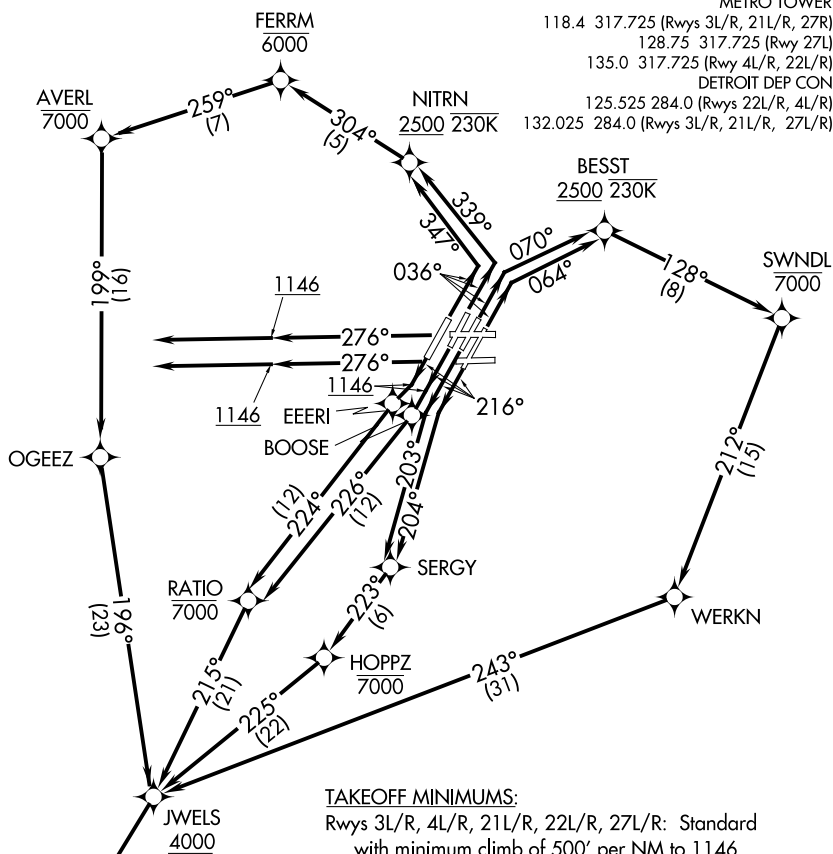 METRO TOWER
118.4 317.725 (Rwys 3L/R, 21L/R, 27R)
128.75 317.725 (Rwy 27L)
135.0 317.725 (Rwy 4L/R, 22L/R)
DETROIT DEP CON
125.525 284.0 (Rwys 22L/R, 4L/R)
132.025 284.0 (Rwys 3L/R, 21L/R, 27L/R)
FERRM
6000
AVERL
7000
259°
(7)
304°
(5)
NITRN
2500 230K
BESST
2500 230K
339°
347°
070°
064°
036°
128°
(8)
SWNDL
7000
199°
(16)
1146
276°
276°
1146
1146
EEERI
BOOSE
216°
OGEEZ
(12)
224°
226°
(12)
203°
204°
212°
(15)
SERGY
RATIO
7000
223°
(6)
WERKN
196°
(23)
HOPPZ
7000
215°
(21)
225°
(22)
243°
(31)
JWELS
4000
TAKEOFF MINIMUMS:
Rwys 3L/R, 4L/R, 21L/R, 22L/R, 27L/R: Standard
with minimum climb of 500' per NM to 1146.